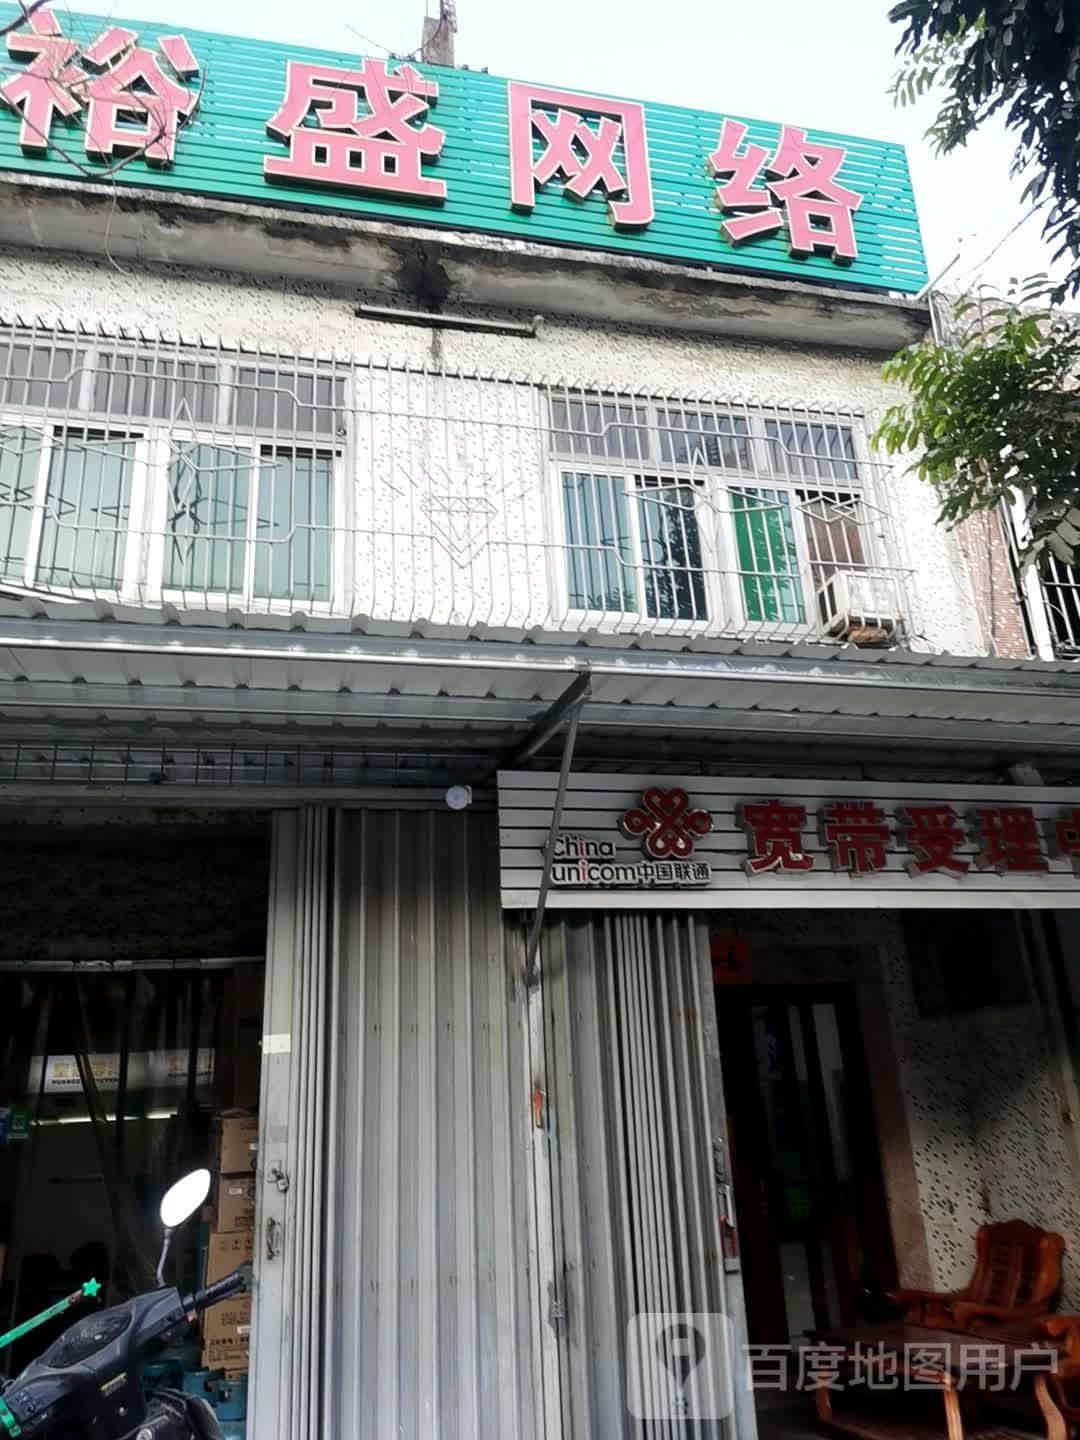 裕盛网络
China
unicom中国联通
宽带受理中
百度地图用户